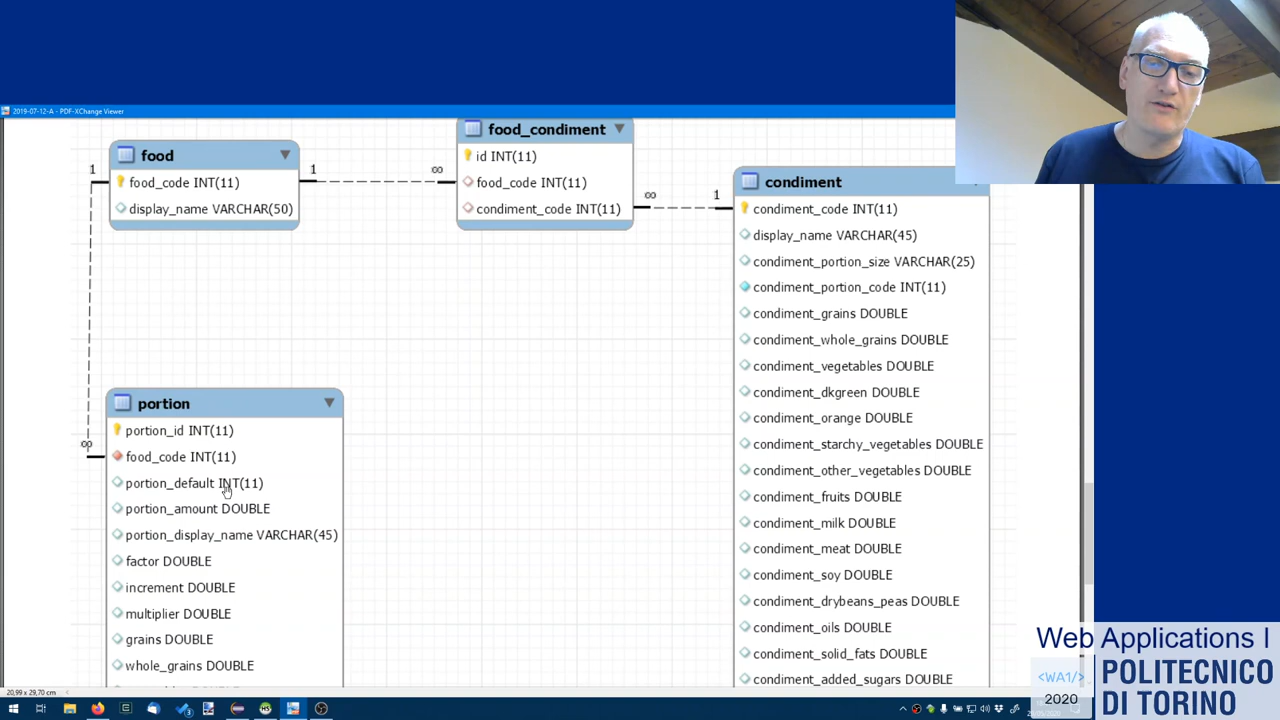 2019-07-12-A - PDF-XChange Viewer
food
food_code INT(11)
display_name VARCHAR(50)
1
1
∞
food_condiment
id INT(11)
food_code INT(11)
condiment_code INT(11)
∞
1
condiment
condiment_code INT(11)
display_name VARCHAR(45)
condiment_portion_size VARCHAR(25)
condiment_portion_code INT(11)
condiment_grains DOUBLE
condiment_whole_grains DOUBLE
condiment_vegetables DOUBLE
condiment_dkgreen DOUBLE
condiment_orange DOUBLE
condiment_starchy_vegetables DOUBLE
condiment_other_vegetables DOUBLE
condiment_fruits DOUBLE
condiment_milk DOUBLE
condiment_meat DOUBLE
condiment_soy DOUBLE
condiment_drybeans_peas DOUBLE
condiment_oils DOUBLE
condiment_solid_fats DOUBLE
condiment_added_sugars DOUBLE
∞
portion
portion_id INT(11)
food_code INT(11)
portion_default INT(11)
portion_amount DOUBLE
portion_display_name VARCHAR(45)
factor DOUBLE
increment DOUBLE
multiplier DOUBLE
grains DOUBLE
whole_grains DOUBLE
20,99 x 29,70 cm
Web Applications I
<WA1/>
2020
POLITECNICO
DI TORINO